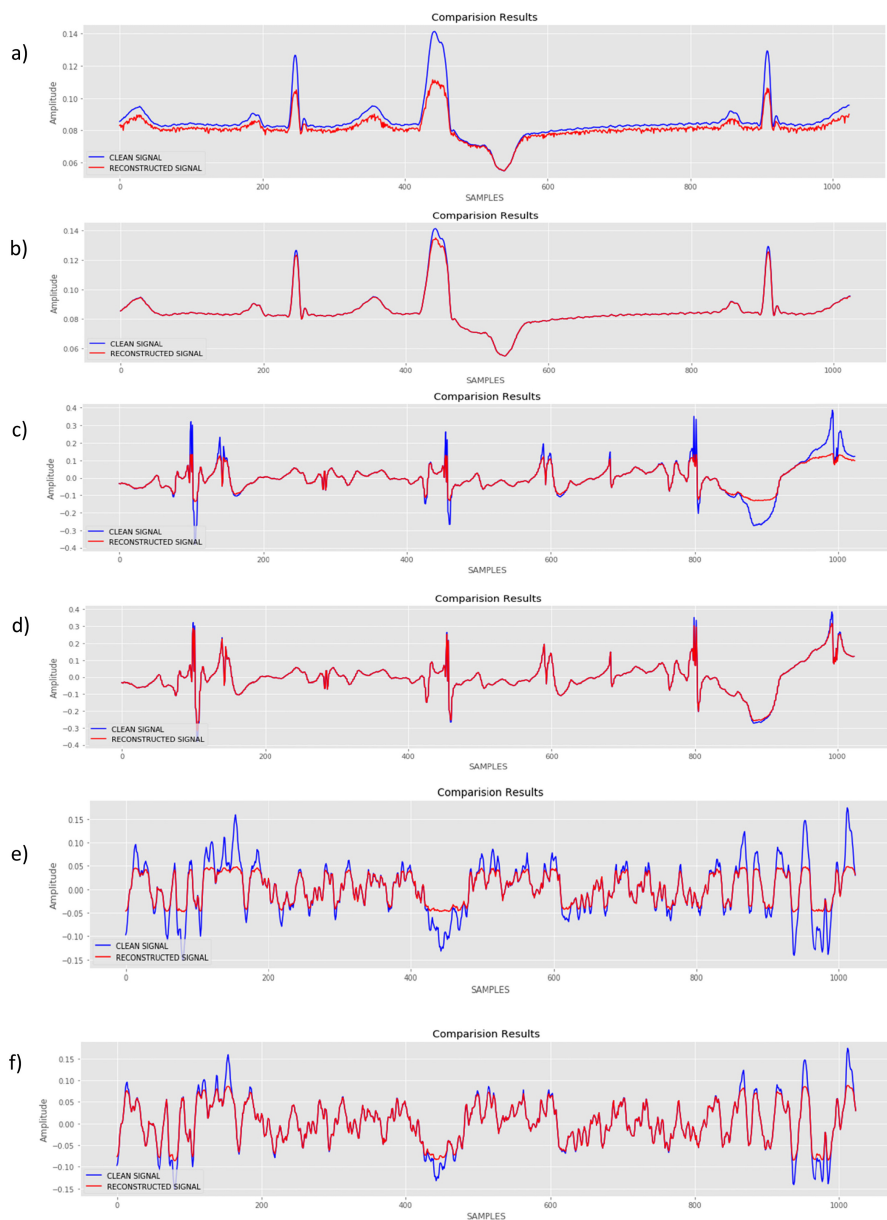 Comparision Results
a)
0.14
0.12
0.10
0.08
0.06
Amplitude
CLEAN SIGNAL
RECONSTRUCTED SIGNAL
0 200 400 600 800 1000
SAMPLES
Comparision Results
b)
0.14
0.12
0.10
0.08
0.06
Amplitude
CLEAN SIGNAL
RECONSTRUCTED SIGNAL
0 200 400 600 800 1000
SAMPLES
Comparision Results
c)
0.4
0.3
0.2
0.1
0.0
−0.1
−0.2
−0.3
−0.4
Amplitude
CLEAN SIGNAL
RECONSTRUCTED SIGNAL
0 200 400 600 800 1000
SAMPLES
Comparision Results
d)
0.4
0.3
0.2
0.1
0.0
−0.1
−0.2
−0.3
−0.4
Amplitude
CLEAN SIGNAL
RECONSTRUCTED SIGNAL
0 200 400 600 800 1000
SAMPLES
Comparision Results
e)
0.15
0.10
0.05
0.00
−0.05
−0.10
−0.15
Amplitude
CLEAN SIGNAL
RECONSTRUCTED SIGNAL
0 200 400 600 800 1000
SAMPLES
Comparision Results
f)
0.15
0.10
0.05
0.00
−0.05
−0.10
−0.15
Amplitude
CLEAN SIGNAL
RECONSTRUCTED SIGNAL
0 200 400 600 800 1000
SAMPLES